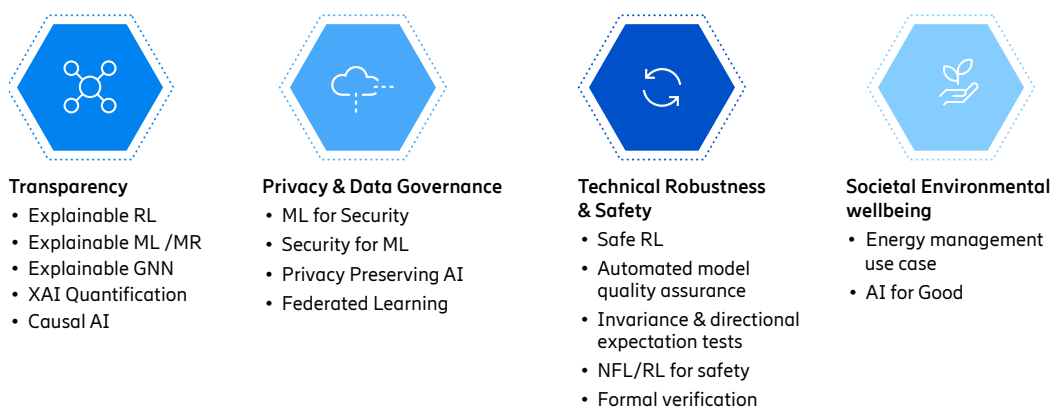 Transparency
• Explainable RL
• Explainable ML /MR
• Explainable GNN
• XAI Quantification
• Causal AI
Privacy & Data Governance
• ML for Security
• Security for ML
• Privacy Preserving AI
• Federated Learning
Technical Robustness
& Safety
• Safe RL
• Automated model
quality assurance
• Invariance & directional
expectation tests
• NFL/RL for safety
• Formal verification
Societal Environmental
wellbeing
• Energy management
use case
• AI for Good